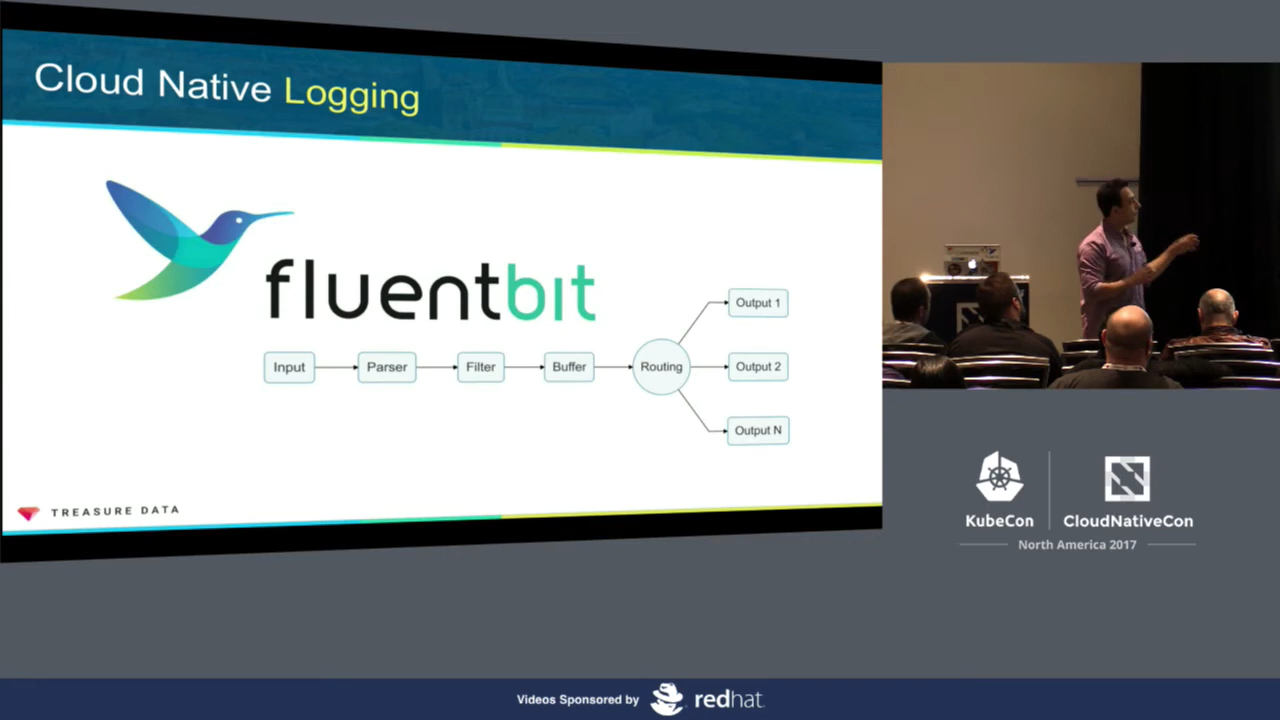 Cloud Native Logging
fluentbit
Input
Parser
Filter
Buffer
Routing
Output 1
Output 2
Output N
TREASURE DATA
KubeCon
CloudNativeCon
North America 2017
Videos Sponsored by
redhat.